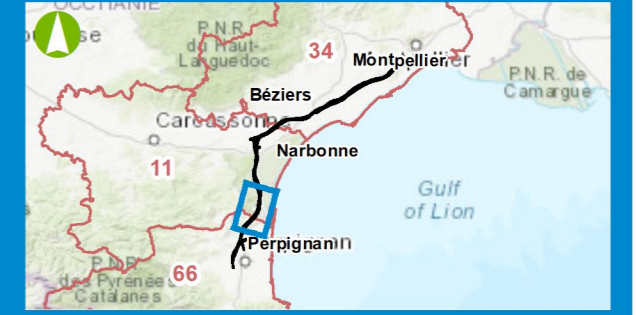 OCCITANIE
P.N.R.
du Haut-
Languedoc
34
Montpellier
P.N.R. de
Camargue
Béziers
Carcassonne
Narbonne
11
Gulf
of Lion
Perpignan
66
des Pyrénées
Catalanes